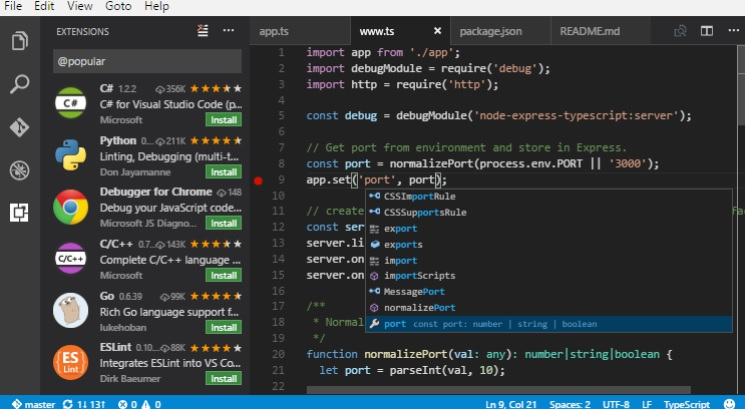 File Edit View Goto Help
EXTENSIONS
@popular
C# 1.2.2 356K
C# for Visual Studio Code (p...
Microsoft Install
Python 0... 211K
Linting, Debugging (multi-t...
Don Jayamanne Install
Debugger for Chrome 148
Debug your JavaScript code...
Microsoft JS Diagno... Install
C/C++ 0.7... 143K
Complete C/C++ language ...
Microsoft Install
Go 0.6.39 99K
Rich Go language support f...
lukehoban Install
ESLint 0.10... 88K
Integrates ESLint into VS Co...
Dirk Baeumer Install
C#
C/C++
ES
Lint
app.ts www.ts package.json README.md
1 import app from './app';
2 import debugModule = require('debug');
3 import http = require('http');
4
5 const debug = debugModule('node-express-typescript:server');
6
7 // Get port from environment and store in Express.
8 const port = normalizePort(process.env.PORT || '3000');
9 app.set('port', port);
10
11 // create
12 const ser
13 server.li
14 server.on
15 server.on
16
17 /**
18 * Normal
19 */
20 function normalizePort(val: any): number|string|boolean {
21 let port = parseInt(val, 10);
22
CSSImportRule
CSSSupportsRule
export
exports
import
importScripts
MessagePort
normalizePort
port const port: number | string | boolean
master 1↓ 13↑ 0 0 Ln 9, Col 21 Spaces: 2 UTF-8 LF TypeScript